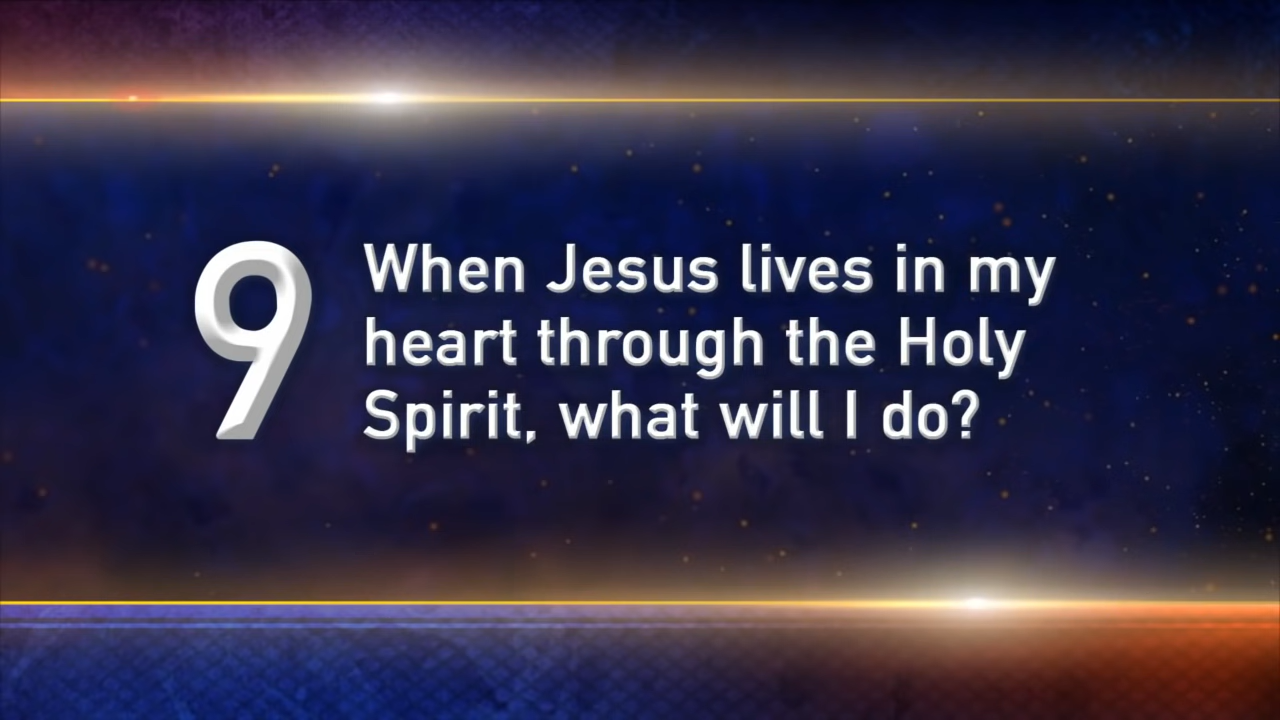 9
When Jesus lives in my
heart through the Holy
Spirit, what will I do?